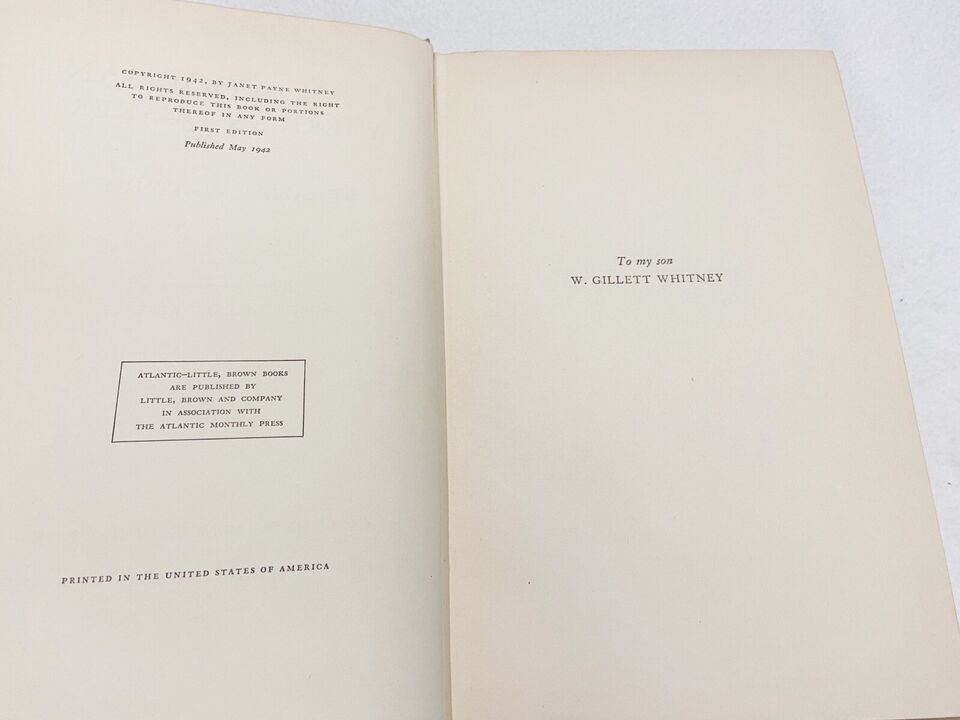 COPYRIGHT 1942, BY JANET PAYNE WHITNEY
ALL RIGHTS RESERVED, INCLUDING THE RIGHT
TO REPRODUCE THIS BOOK OR PORTIONS
THEREOF IN ANY FORM
FIRST EDITION
Published May 1942
ATLANTIC–LITTLE, BROWN BOOKS
ARE PUBLISHED BY
LITTLE, BROWN AND COMPANY
IN ASSOCIATION WITH
THE ATLANTIC MONTHLY PRESS
PRINTED IN THE UNITED STATES OF AMERICA
To my son
W. GILLETT WHITNEY